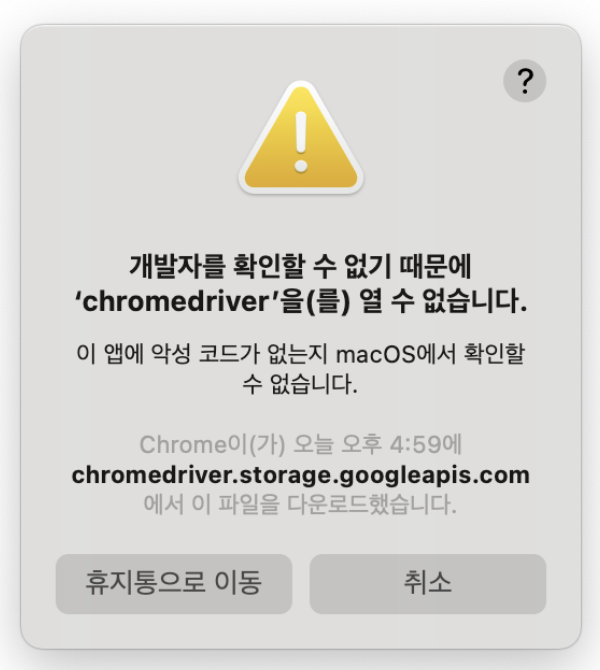 ?
개발자를 확인할 수 없기 때문에
‘chromedriver’을(를) 열 수 없습니다.
이 앱에 악성 코드가 없는지 macOS에서 확인할
수 없습니다.
Chrome이(가) 오늘 오후 4:59에
chromedriver.storage.googleapis.com
에서 이 파일을 다운로드했습니다.
휴지통으로 이동
취소